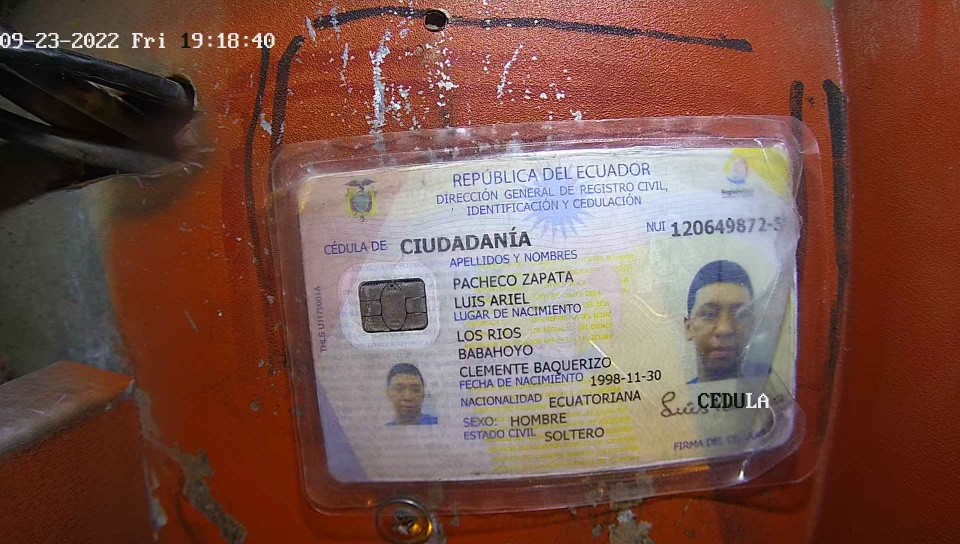 09-23-2022 Fri 19:18:40
REPÚBLICA DEL ECUADOR
DIRECCIÓN GENERAL DE REGISTRO CIVIL,
IDENTIFICACIÓN Y CEDULACIÓN
NUI 120649872-
CÉDULA DE CIUDADANÍA
APELLIDOS Y NOMBRES
PACHECO ZAPATA
LUIS ARIEL
LUGAR DE NACIMIENTO
LOS RIOS
BABAHOYO
CLEMENTE BAQUERIZO
FECHA DE NACIMIENTO 1998-11-30
NACIONALIDAD ECUATORIANA
SEXO: HOMBRE
ESTADO CIVIL SOLTERO
CEDULA
FIRMA DEL